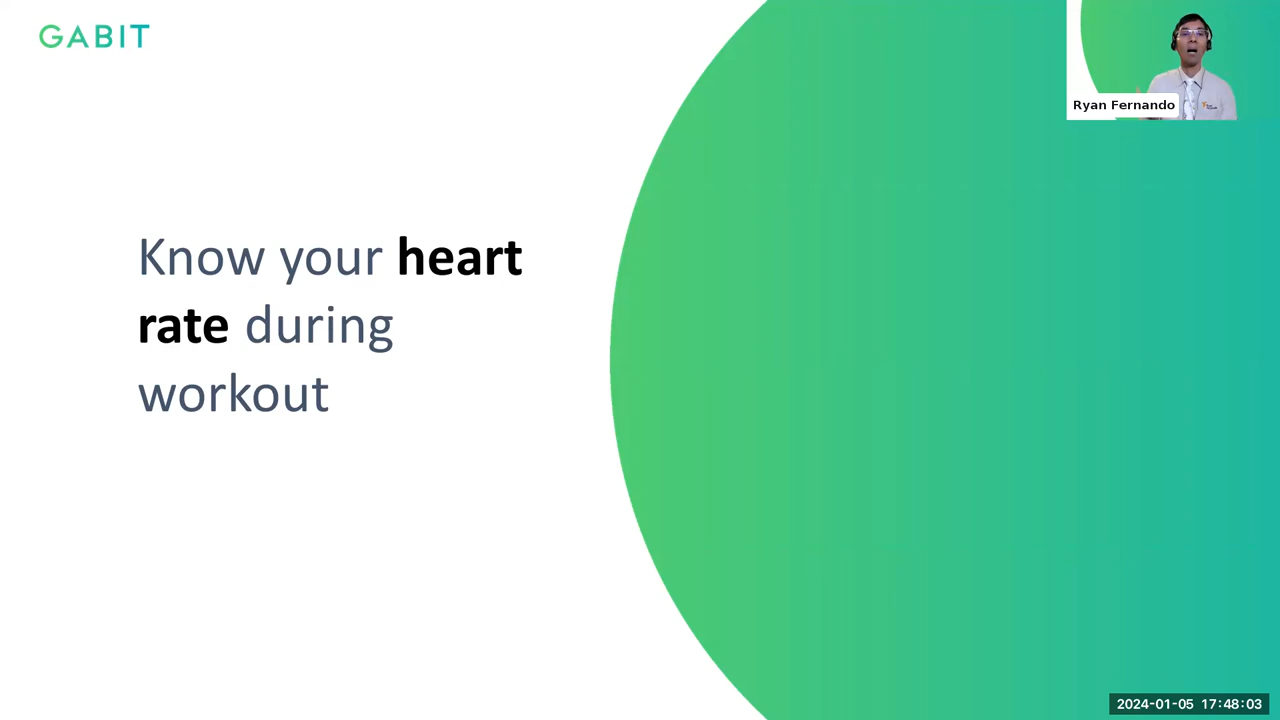 GABIT
Ryan Fernando
Know your heart
rate during
workout
2024-01-05 17:48:03